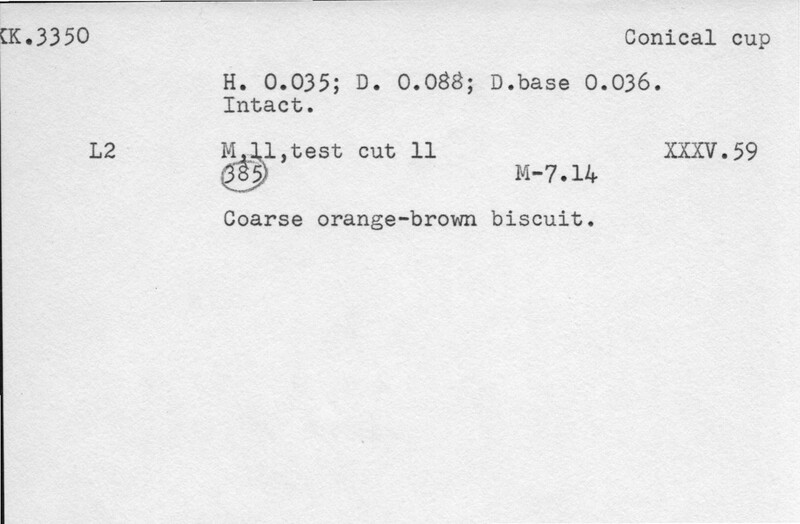 KK.3350 Conical cup
H. 0.035; D. 0.088; D.base 0.036.
Intact.
L2 M,11,test cut 11 XXXV.59
385 M-7.14
Coarse orange-brown biscuit.